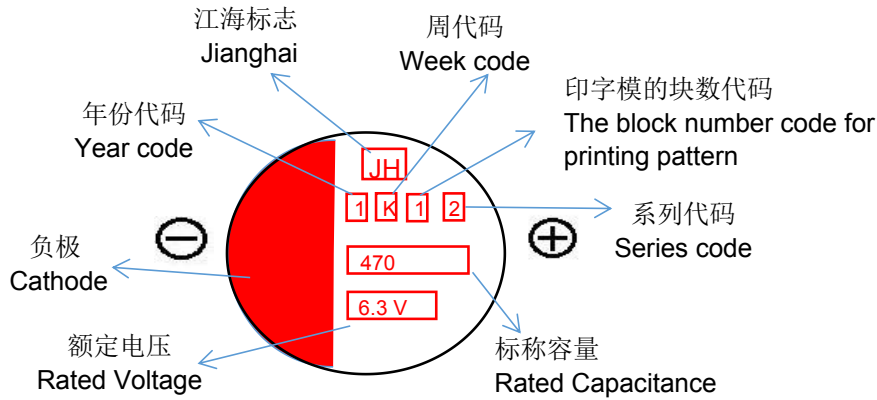 江海标志
Jianghai
周代码
Week code
年份代码
Year code
印字模的块数代码
The block number code for
printing pattern
JH
1 K 1 2
系列代码
Series code
负极
Cathode
470
6.3 V
额定电压
Rated Voltage
标称容量
Rated Capacitance